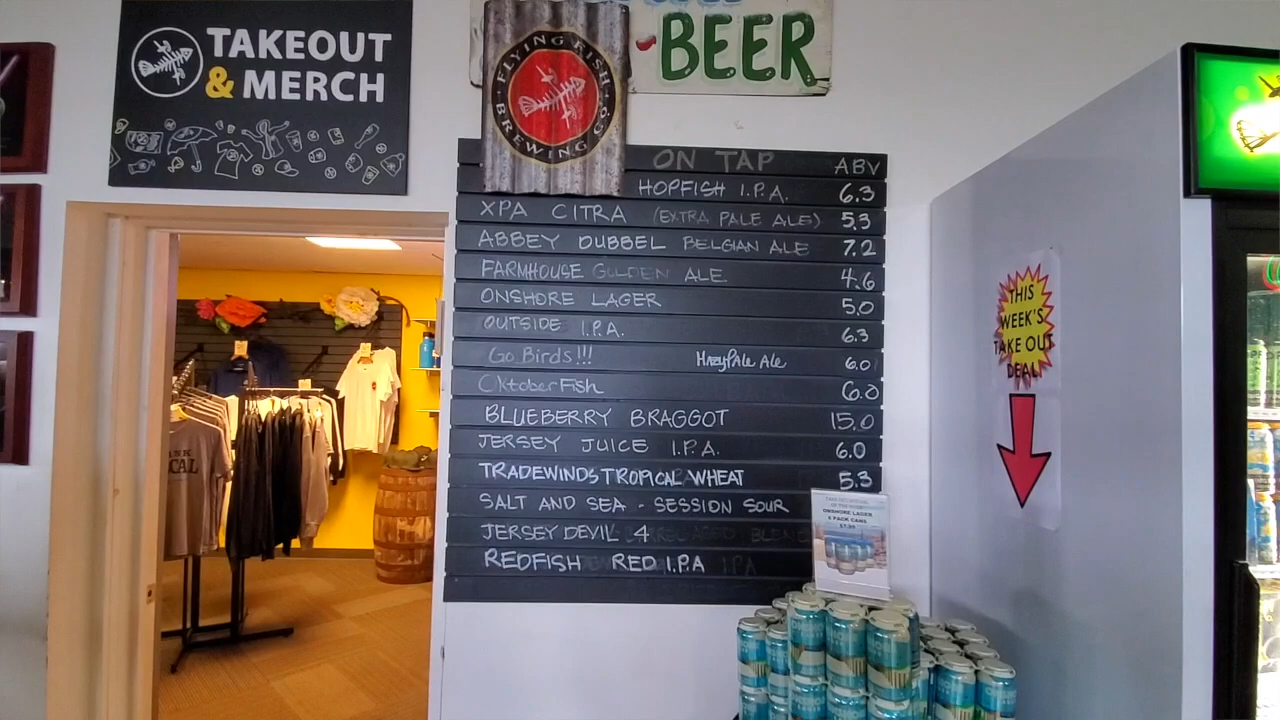 TAKEOUT
& MERCH
FLYING FISH
BREWING CO.
-BEER
ON TAP ABV
HOPFISH I.P.A. 6.3
XPA CITRA (EXTRA PALE ALE) 5.3
ABBEY DUBBEL BELGIAN ALE 7.2
FARMHOUSE GOLDEN ALE 4.6
ONSHORE LAGER 5.0
OUTSIDE I.P.A. 6.3
Go Birds!!! HAZY PALE ALE 6.0
OktoberFish 6.0
BLUEBERRY BRAGGOT 15.0
JERSEY JUICE I.P.A. 6.0
TRADEWINDS TROPICAL WHEAT 5.3
SALT AND SEA - SESSION SOUR
JERSEY DEVIL 4
REDFISH RED I.P.A
ONSHORE LAGER
6 PACK CANS
THIS
WEEK'S
TAKE OUT
DEAL!